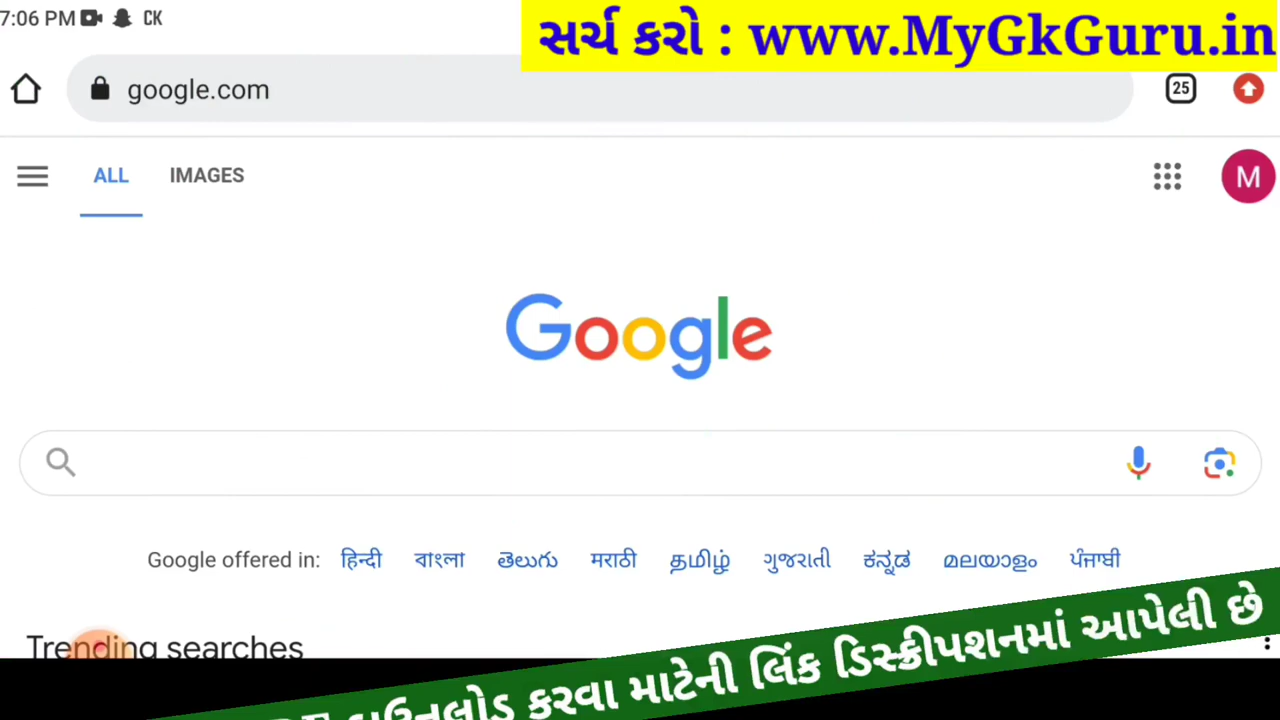 7:06 PM CK
સર્ચ કરો : www.MyGkGuru.in
google.com
25
ALL IMAGES
M
Google
Google offered in: हिन्दी বাংলা తెలుగు मराठी தமிழ் ગુજરાતી ಕನ್ನಡ മലയാളം ਪੰਜਾਬੀ
Trending searches
ડાઉનલોડ કરવા માટેની લિંક ડિસ્ક્રીપશનમાં આપેલી છે